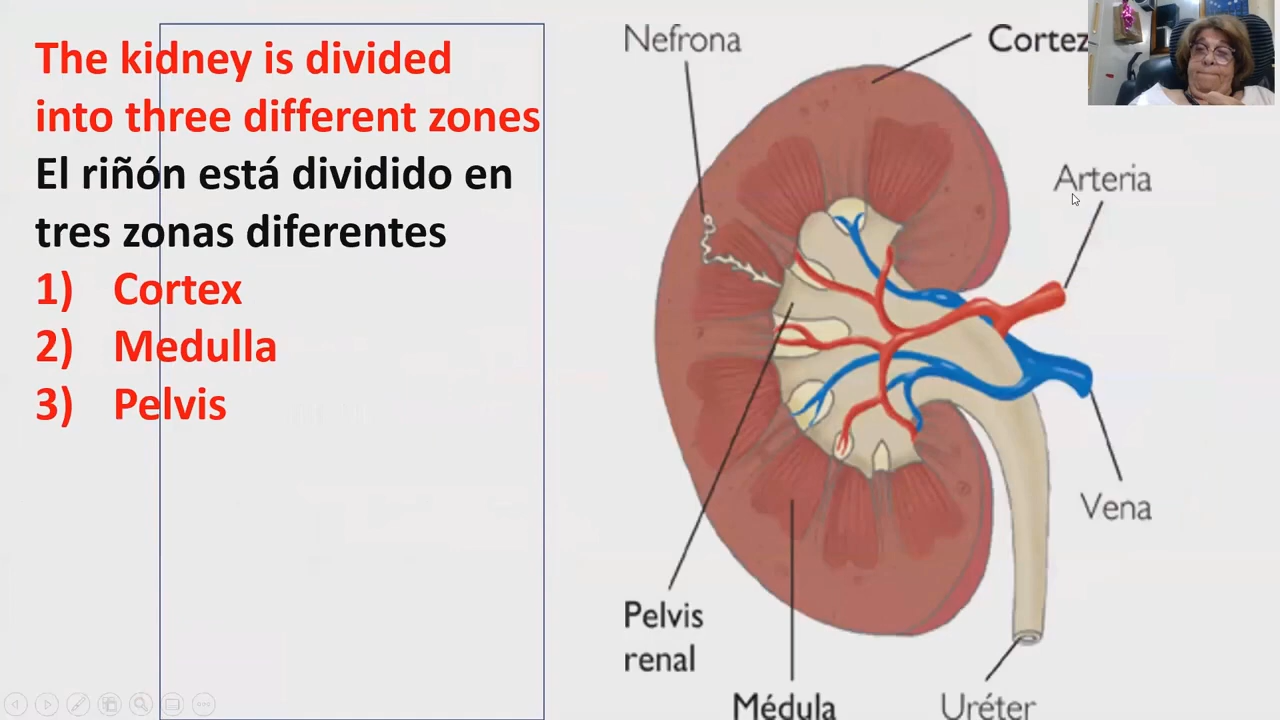 The kidney is divided
into three different zones
El riñón está dividido en
tres zonas diferentes
1) Cortex
2) Medulla
3) Pelvis
Nefrona
Cortez
Arteria
Vena
Pelvis
renal
Médula
Uréter